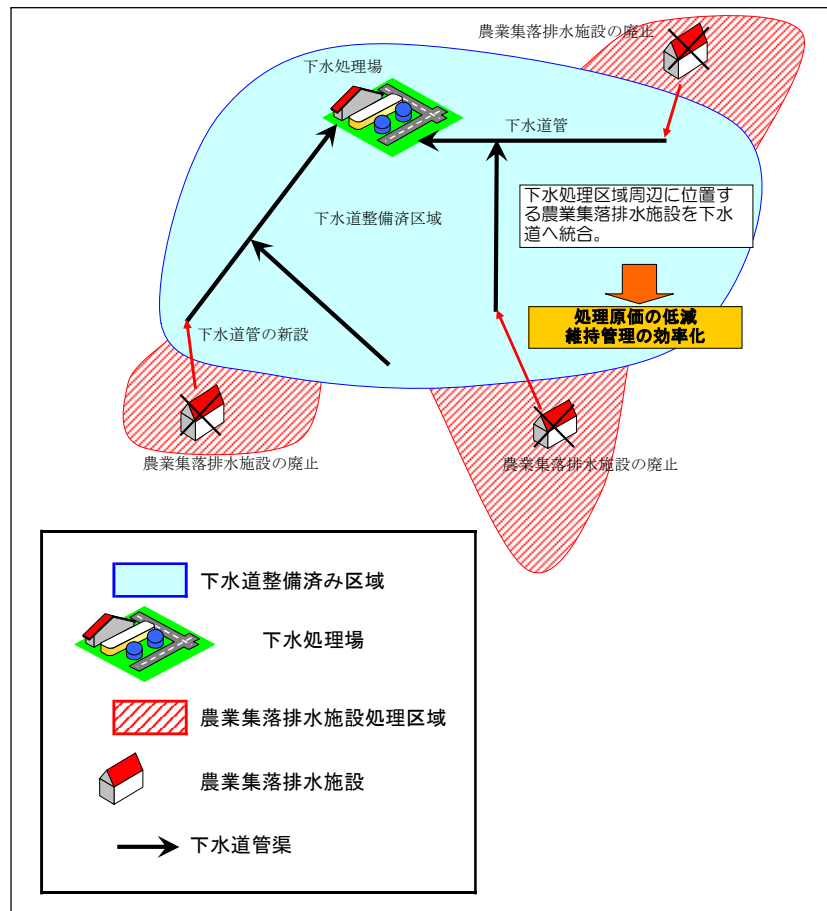 農業集落排水施設の廃止
下水処理場
下水道管
下水処理区域周辺に位置す
る農業集落排水施設を下水
道へ統合。
下水道整備済区域
処理原価の低減
維持管理の効率化
下水道管の新設
農業集落排水施設の廃止
農業集落排水施設の廃止
下水道整備済み区域
下水処理場
農業集落排水施設処理区域
農業集落排水施設
下水道管渠